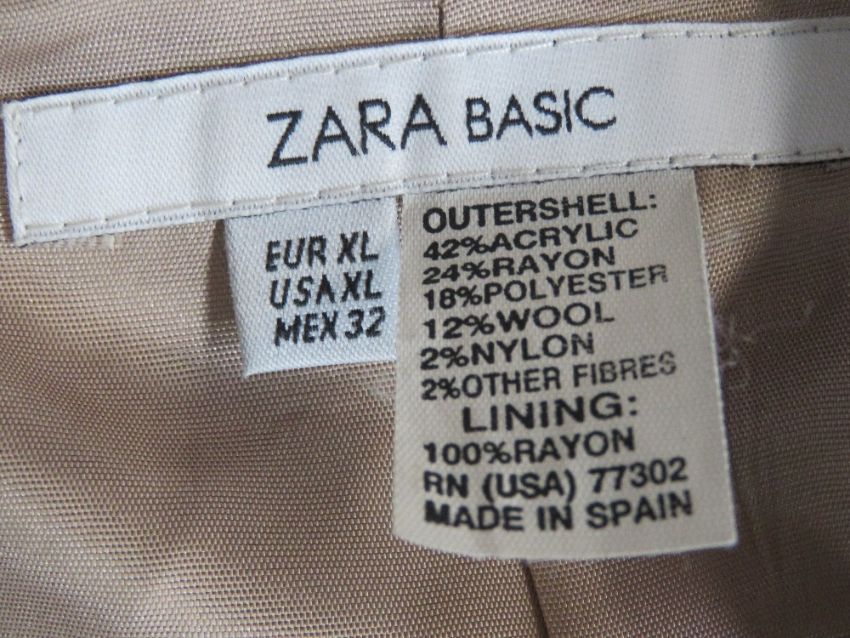 ZARA BASIC
EUR XL
USA XL
MEX 32
OUTERSHELL:
42%ACRYLIC
24%RAYON
18%POLYESTER
12%WOOL
2%NYLON
2%OTHER FIBRES
LINING:
100%RAYON
RN (USA) 77302
MADE IN SPAIN